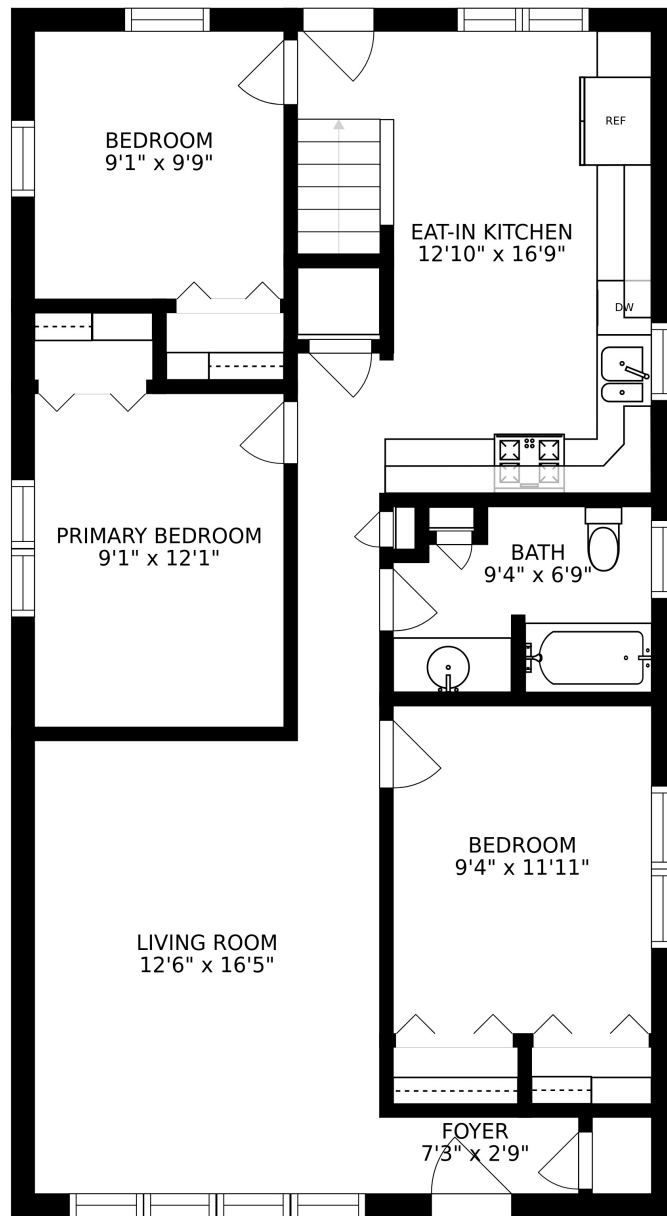 BEDROOM
9'1" x 9'9"
REF
EAT-IN KITCHEN
12'10" x 16'9"
DW
PRIMARY BEDROOM
9'1" x 12'1"
BATH
9'4" x 6'9"
BEDROOM
9'4" x 11'11"
LIVING ROOM
12'6" x 16'5"
FOYER
7'3" x 2'9"